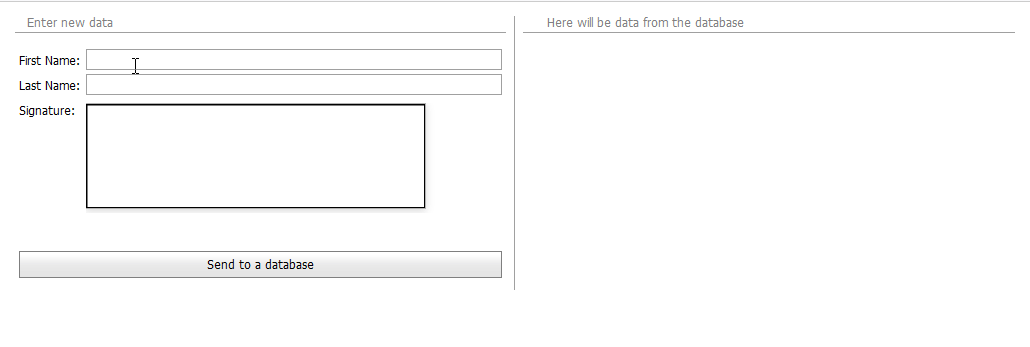 Enter new data
First Name:
Last Name:
Signature:
Send to a database
Here will be data from the database